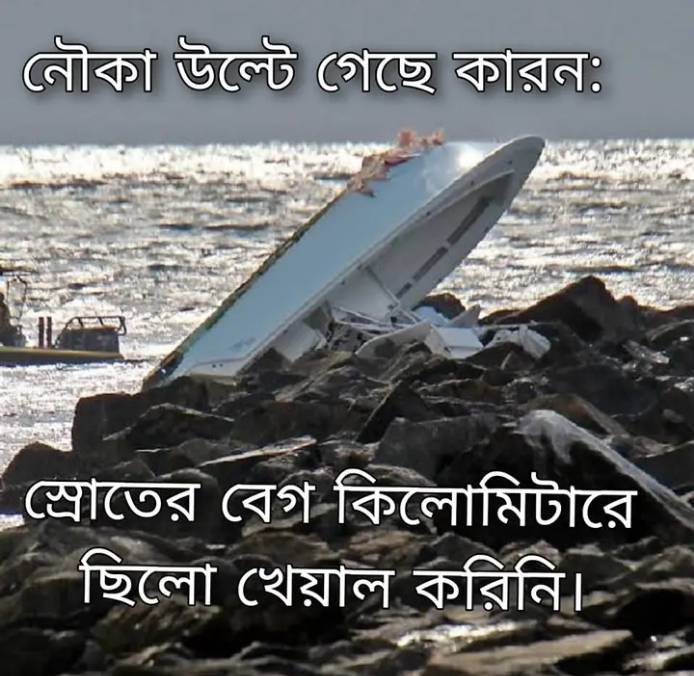 নৌকা উল্টে গেছে কারন:
স্রোতের বেগ কিলোমিটারে
ছিলো খেয়াল করিনি।